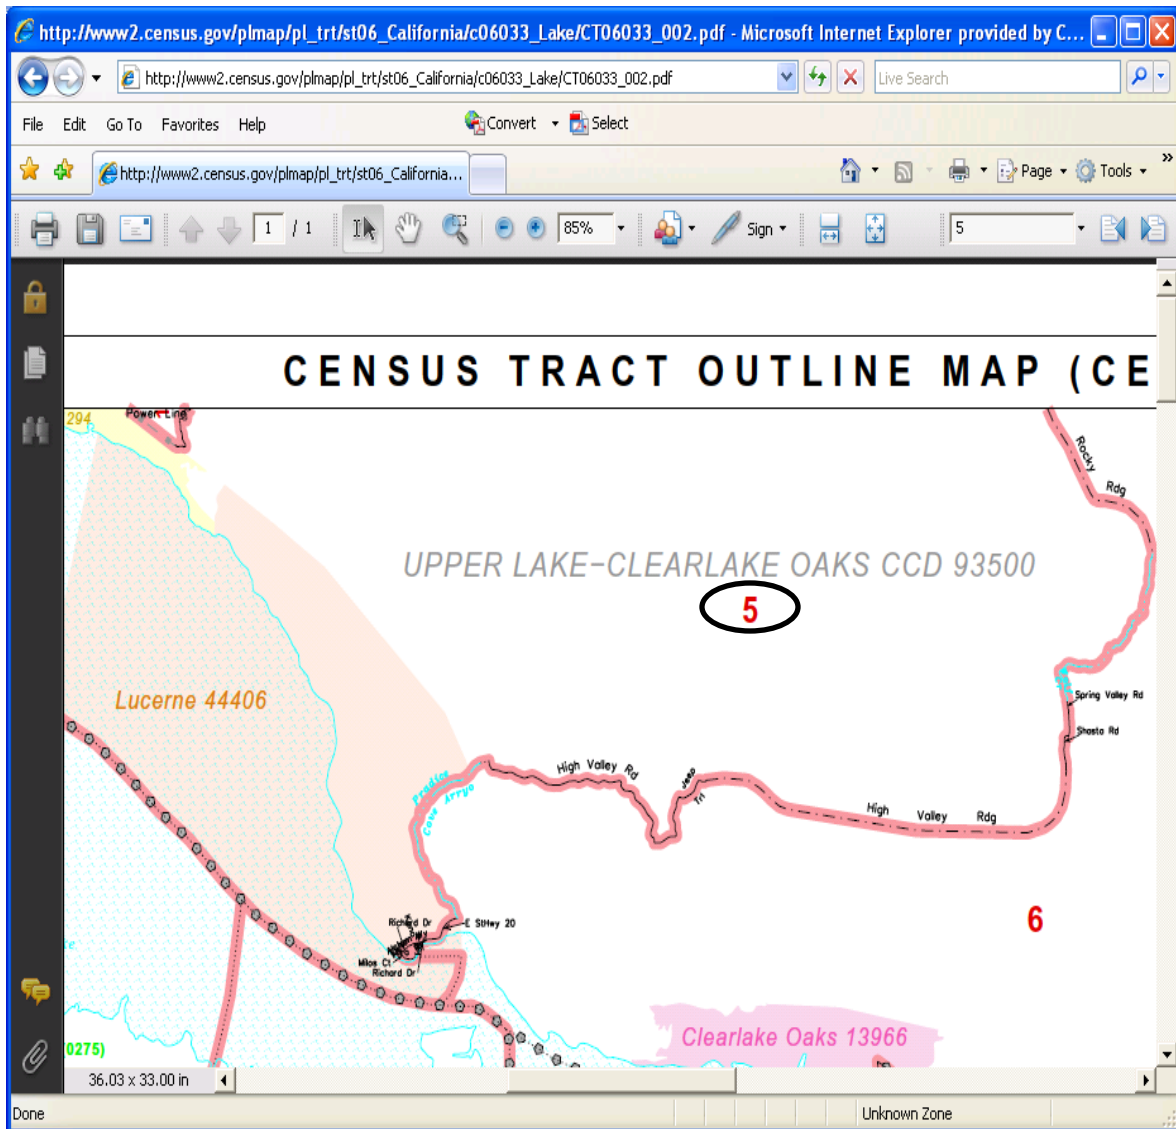 http://www2.census.gov/plmap/pl_trt/st06_California/c06033_Lake/CT06033_002.pdf - Microsoft Internet Explorer provided by C...
http://www2.census.gov/plmap/pl_trt/st06_California/c06033_Lake/CT06033_002.pdf
Live Search
File Edit Go To Favorites Help
Convert Select
http://www2.census.gov/plmap/pl_trt/st06_California...
Page Tools »
1 / 1 85% Sign 5
CENSUS TRACT OUTLINE MAP (CE
294
Power Line
Rocky Rdg
UPPER LAKE-CLEARLAKE OAKS CCD 93500
5
Lucerne 44406
Spring Valley Rd
Shasta Rd
High Valley Rd
Jeep Trl
Cove Arryo
High Valley Rdg
Richard Dr
E StHwy 20
Milos Ct
Richard Dr
6
Clearlake Oaks 13966
0275)
36.03 x 33.00 in
Done
Unknown Zone